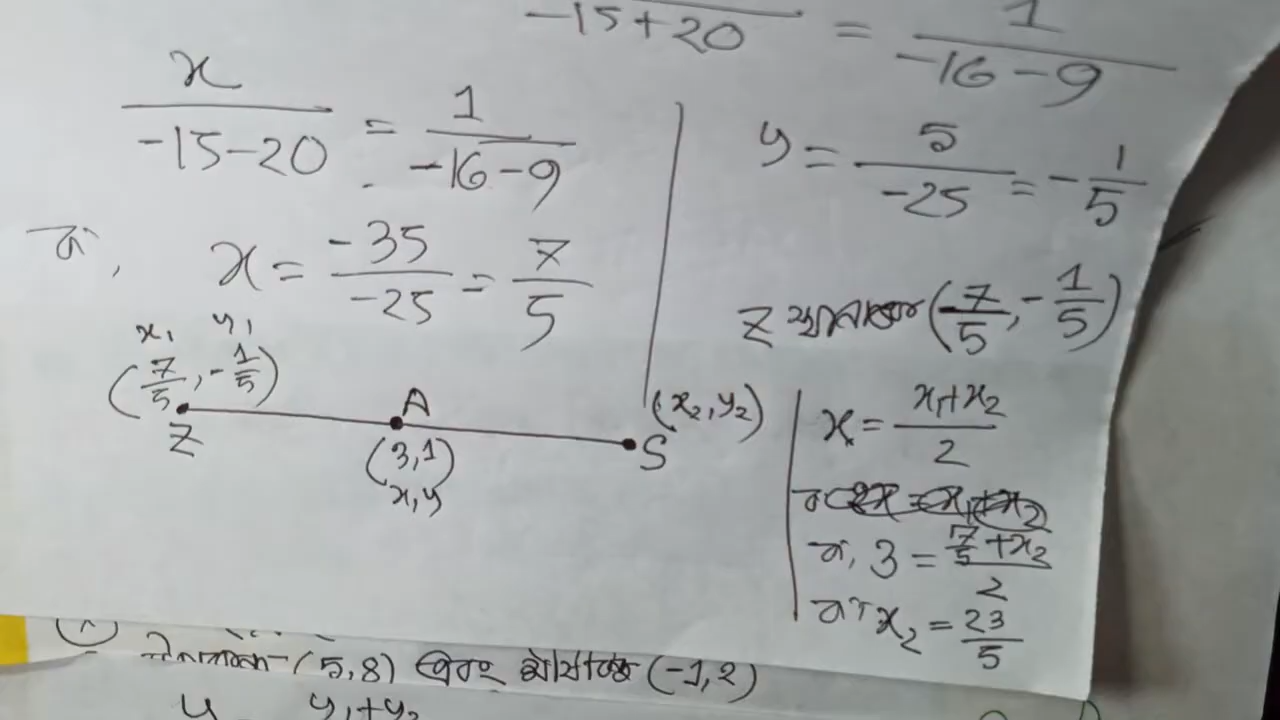 /(-15+20) = 1/(-16-9)
x/(-15-20) = 1/(-16-9)
বা, x = -35/-25 = 7/5
y = 5/-25 = -1/5
Z স্থানাঙ্ক (-7/5, -1/5)
x₁ y₁
(7/5, -1/5)
Z
A
(3,1)
x,y
(x₂,y₂)
S
x = (x₁+x₂)/2
বা, 3 = (7/5+x₂)/2
বা x₂ = 23/5
(5,8) এবং (-1,2)
y y₁+y₂